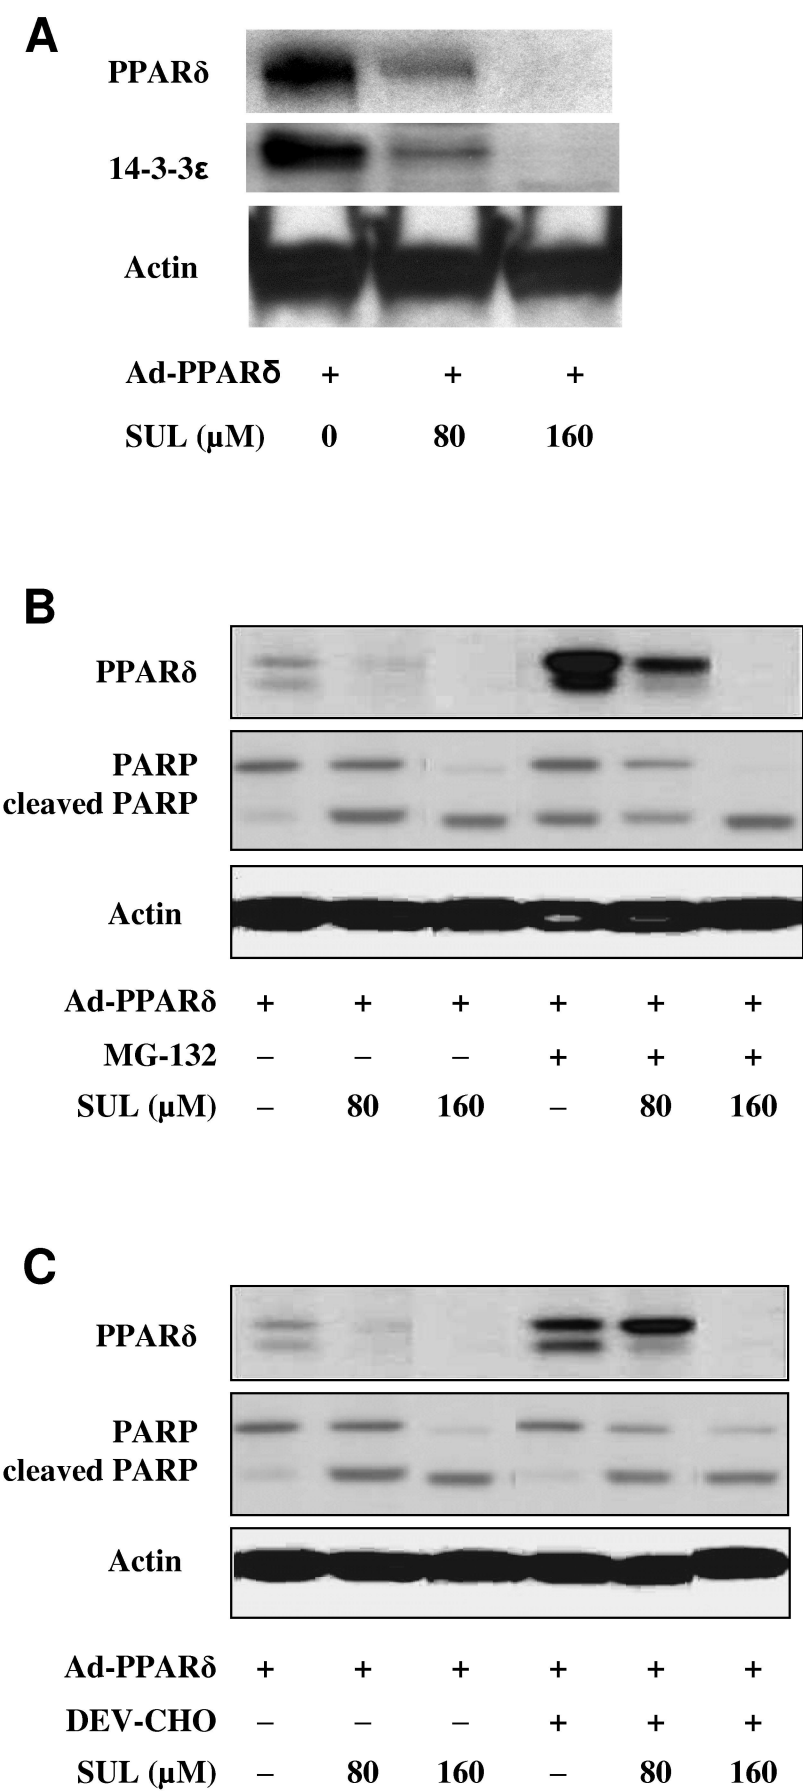 A
PPARδ
14-3-3ε
Actin
Ad-PPARδ + + +
SUL (µM) 0 80 160
B
PPARδ
PARP
cleaved PARP
Actin
Ad-PPARδ + + + + + +
MG-132 – – – + + +
SUL (µM) – 80 160 – 80 160
C
PPARδ
PARP
cleaved PARP
Actin
Ad-PPARδ + + + + + +
DEV-CHO – – – + + +
SUL (µM) – 80 160 – 80 160